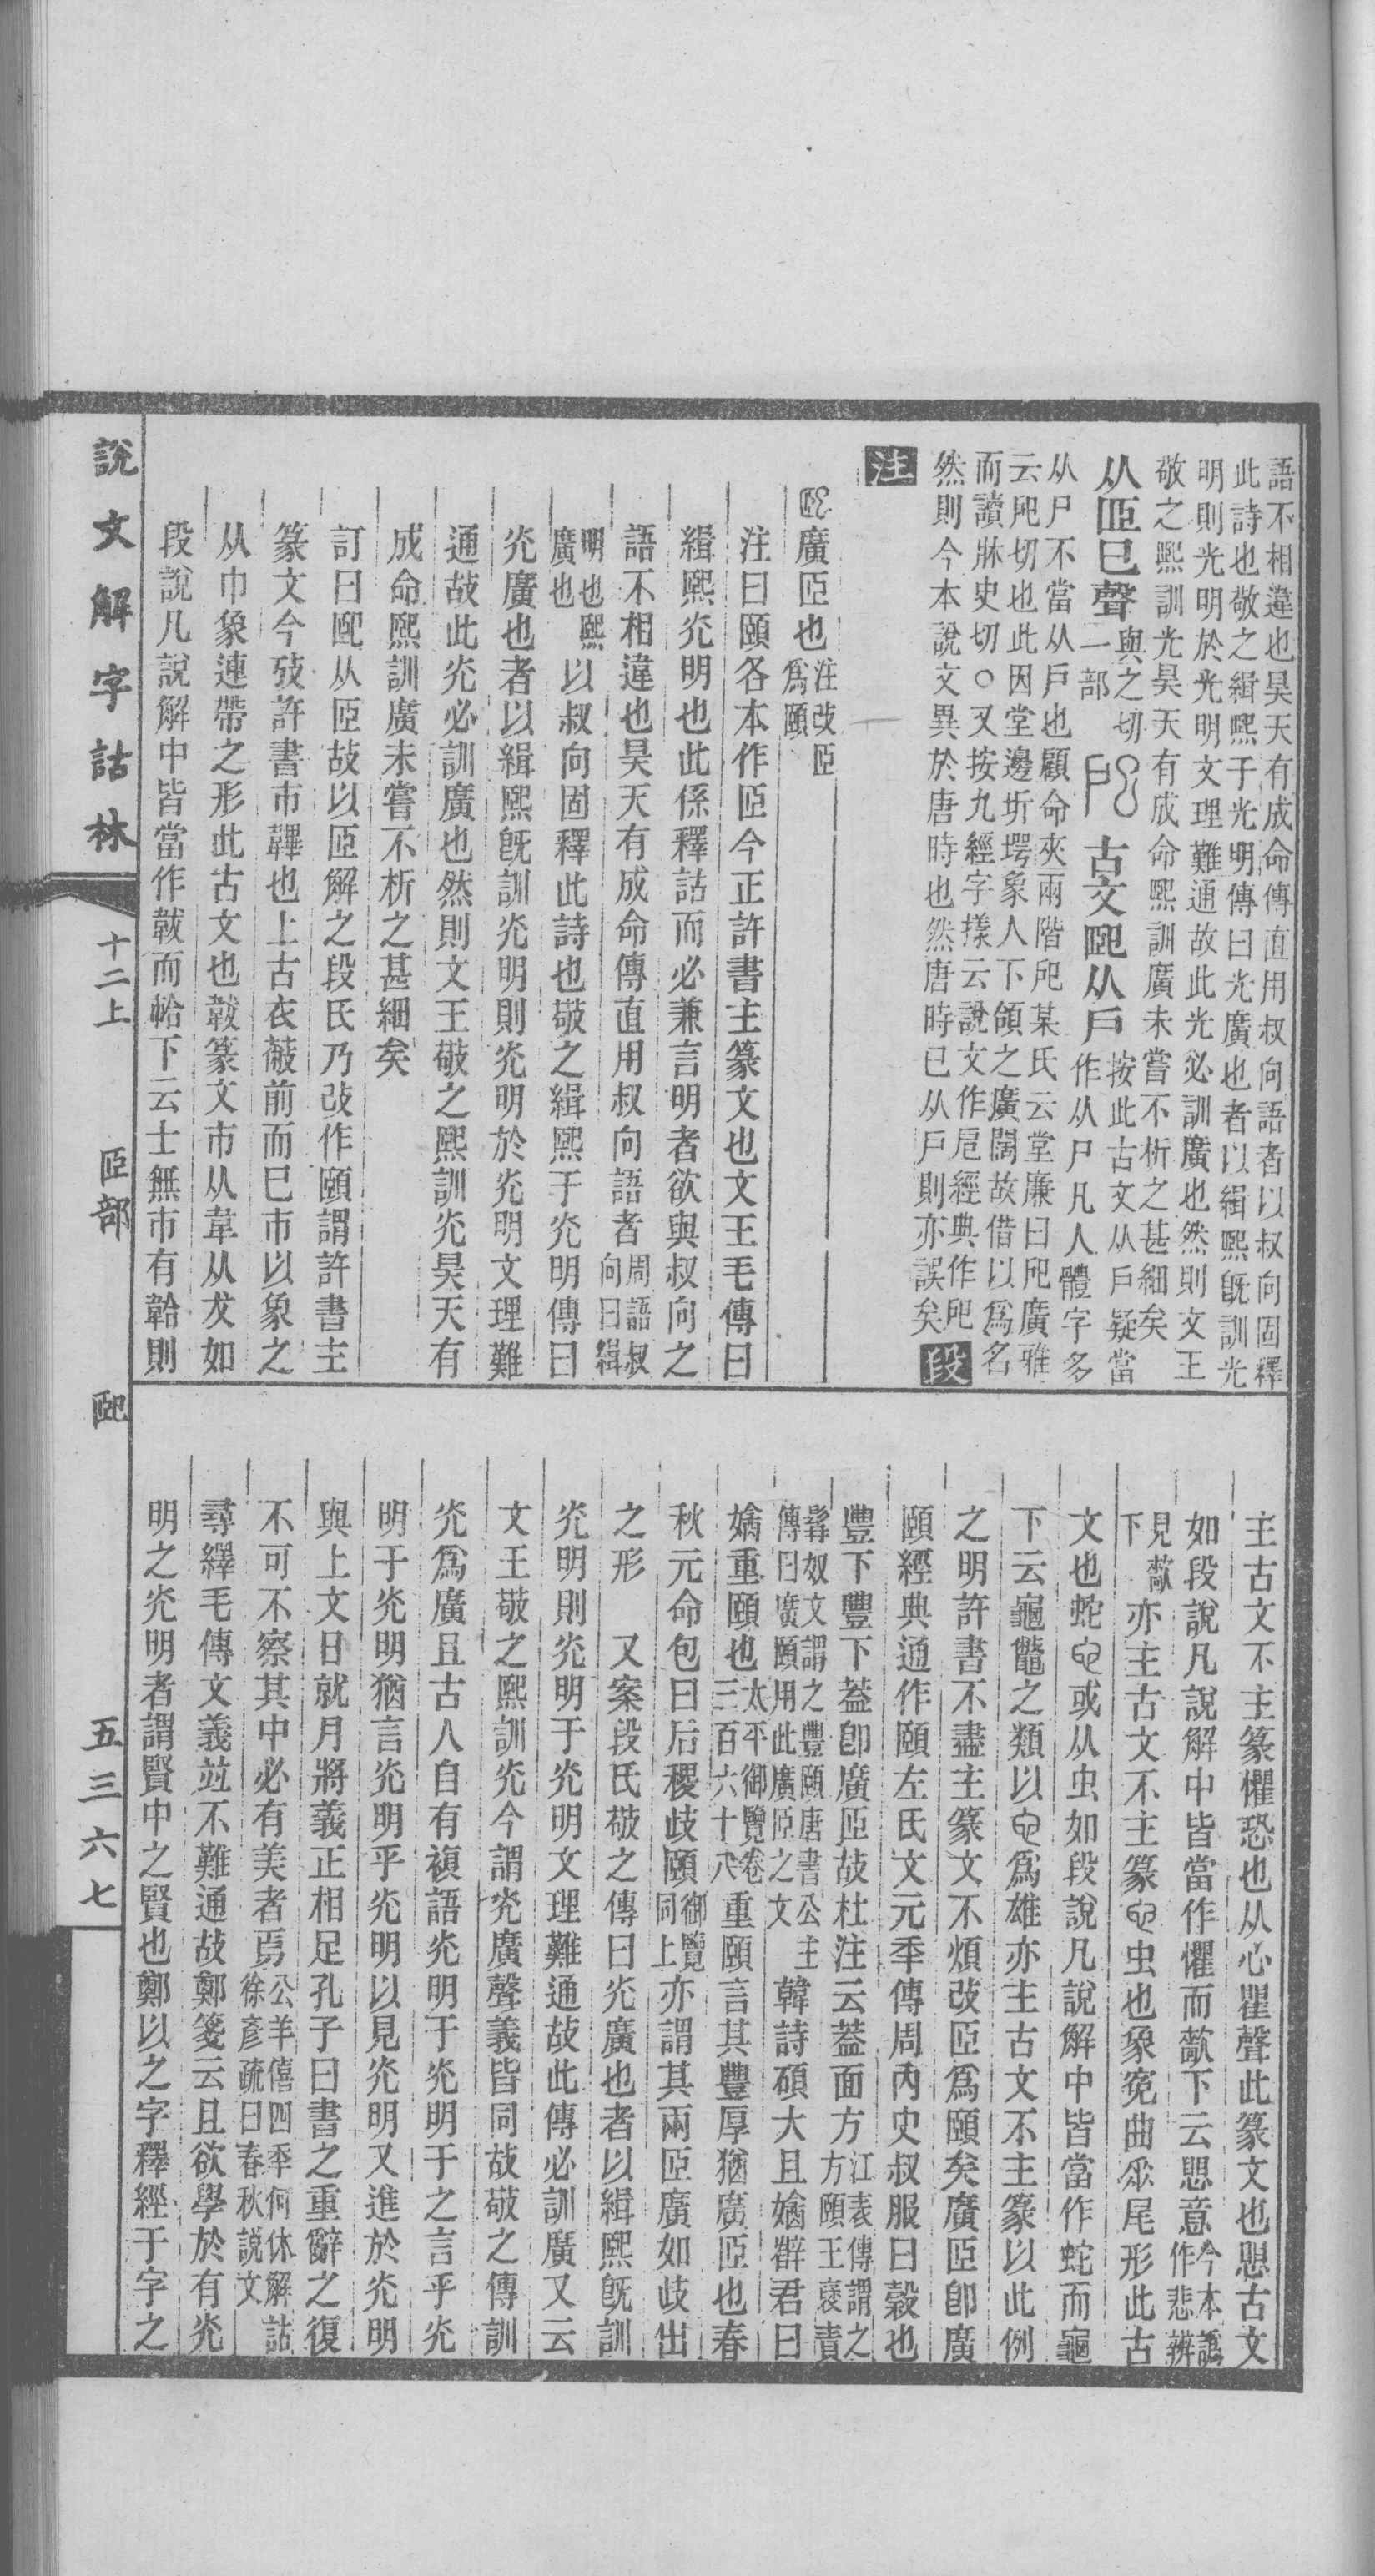 語不相違也昊天有成命傳直用叔向語者以叔向固釋
此詩也敬之緝熙于光明傳曰光廣也者以緝熙既訓光
明則光明於光明文理難通故此光必訓廣也然則文王
敬之熙訓光昊天有成命熙訓廣未嘗不析之甚細矣
从𦣞巳聲與之切一部
古文𦣞从戶按此古文从戶疑當作从尸凡人體字多
从尸不當从戶也顧命夾兩階戺某氏云堂廉曰戺廣雅
云戺切也此因堂邊圻堮象人下頷之廣闊故借以爲名
而讀牀史切○又按九經字㨾云說文作戹經典作戺
然則今本說文異於唐時也然唐時已从戶則亦誤矣
段注
廣𦣞也注改𦣞爲頤
注曰頤各本作𦣞今正許書主篆文也文王毛傳曰
緝熙光明也此係釋詁而必兼言明者欲與叔向之
語不相違也昊天有成命傳直用叔向語者周語叔向曰緝
明也熙廣也以叔向固釋此詩也敬之緝熙于光明傳曰
光廣也者以緝熙既訓光明則光明於光明文理難
通故此光必訓廣也然則文王敬之熙訓光昊天有
成命熙訓廣未嘗不析之甚細矣
訂曰巸从𦣞故以𦣞解之段氏乃改作頤謂許書主
篆文今攷許書市韠也上古衣蔽前而已市以象之
从巾象連帶之形此古文也韍篆文市从韋从犮如
段說凡說解中皆當作韍而帢下云士無市有韐則
主古文不主篆懼恐也从心瞿聲此篆文也愳古文
如段說凡說解中皆當作懼而㱆下云愳意今本譌作悲辨
見㱆下亦主古文不主篆它虫也象冤曲𠂹尾形此古
文也蛇它或从虫如段說凡說解中皆當作蛇而龜
下云龜鼈之類以它爲雄亦主古文不主篆以此例
之明許書不盡主篆文不煩改𦣞爲頤矣廣𦣞卽廣
頤經典通作頤左氏文元年傳周內史叔服曰穀也
豐下豐下蓋卽廣𦣞故杜注云蓋面方江表傳謂之方頤王褒責
髯奴文謂之豐頤唐書公主傳曰廣頤用此廣𦣞之文韓詩碩大且嬌薛君曰
嬌重頤也太平御覽卷三百六十八重頤言其豐厚猶廣𦣞也春
秋元命包曰后稷歧頤御覽同上亦謂其兩𦣞廣如歧出
之形　又案段氏敬之傳曰光廣也者以緝熙既訓
光明則光明于光明文理難通故此傳必訓廣又云
文王敬之熙訓光今謂光廣聲義皆同故敬之傳訓
光爲廣且古人自有複語光明于光明于之言乎光
明于光明猶言光明乎光明以見光明又進於光明
與上文日就月將義正相足孔子曰書之重辭之復
不可不察其中必有美者焉公羊僖四年何休解詁徐彥疏曰春秋說文
尋繹毛傳文義竝不難通故鄭箋云且欲學於有光
明之光明者謂賢中之賢也鄭以之字釋經于字之
說文解字詁林
十二上
𦣞部
巸
五三六七